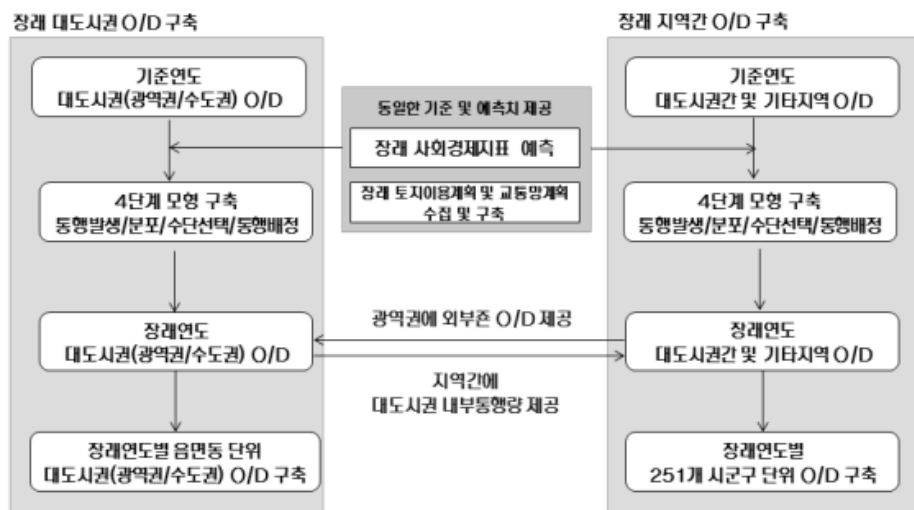 장래 대도시권 O/D 구축
기준연도
대도시권(광역권/수도권) O/D
4단계 모형 구축
통행발생/분포/수단선택/통행배정
장래연도
대도시권(광역권/수도권) O/D
장래연도별 읍면동 단위
대도시권(광역권/수도권) O/D 구축
동일한 기준 및 예측치 제공
장래 사회경제지표 예측
장래 토지이용계획 및 교통망계획
수집 및 구축
광역권에 외부존 O/D 제공
지역간에
대도시권 내부통행량 제공
장래 지역간 O/D 구축
기준연도
대도시권간 및 기타지역 O/D
4단계 모형 구축
통행발생/분포/수단선택/통행배정
장래연도
대도시권간 및 기타지역 O/D
장래연도별
251개 시군구 단위 O/D 구축